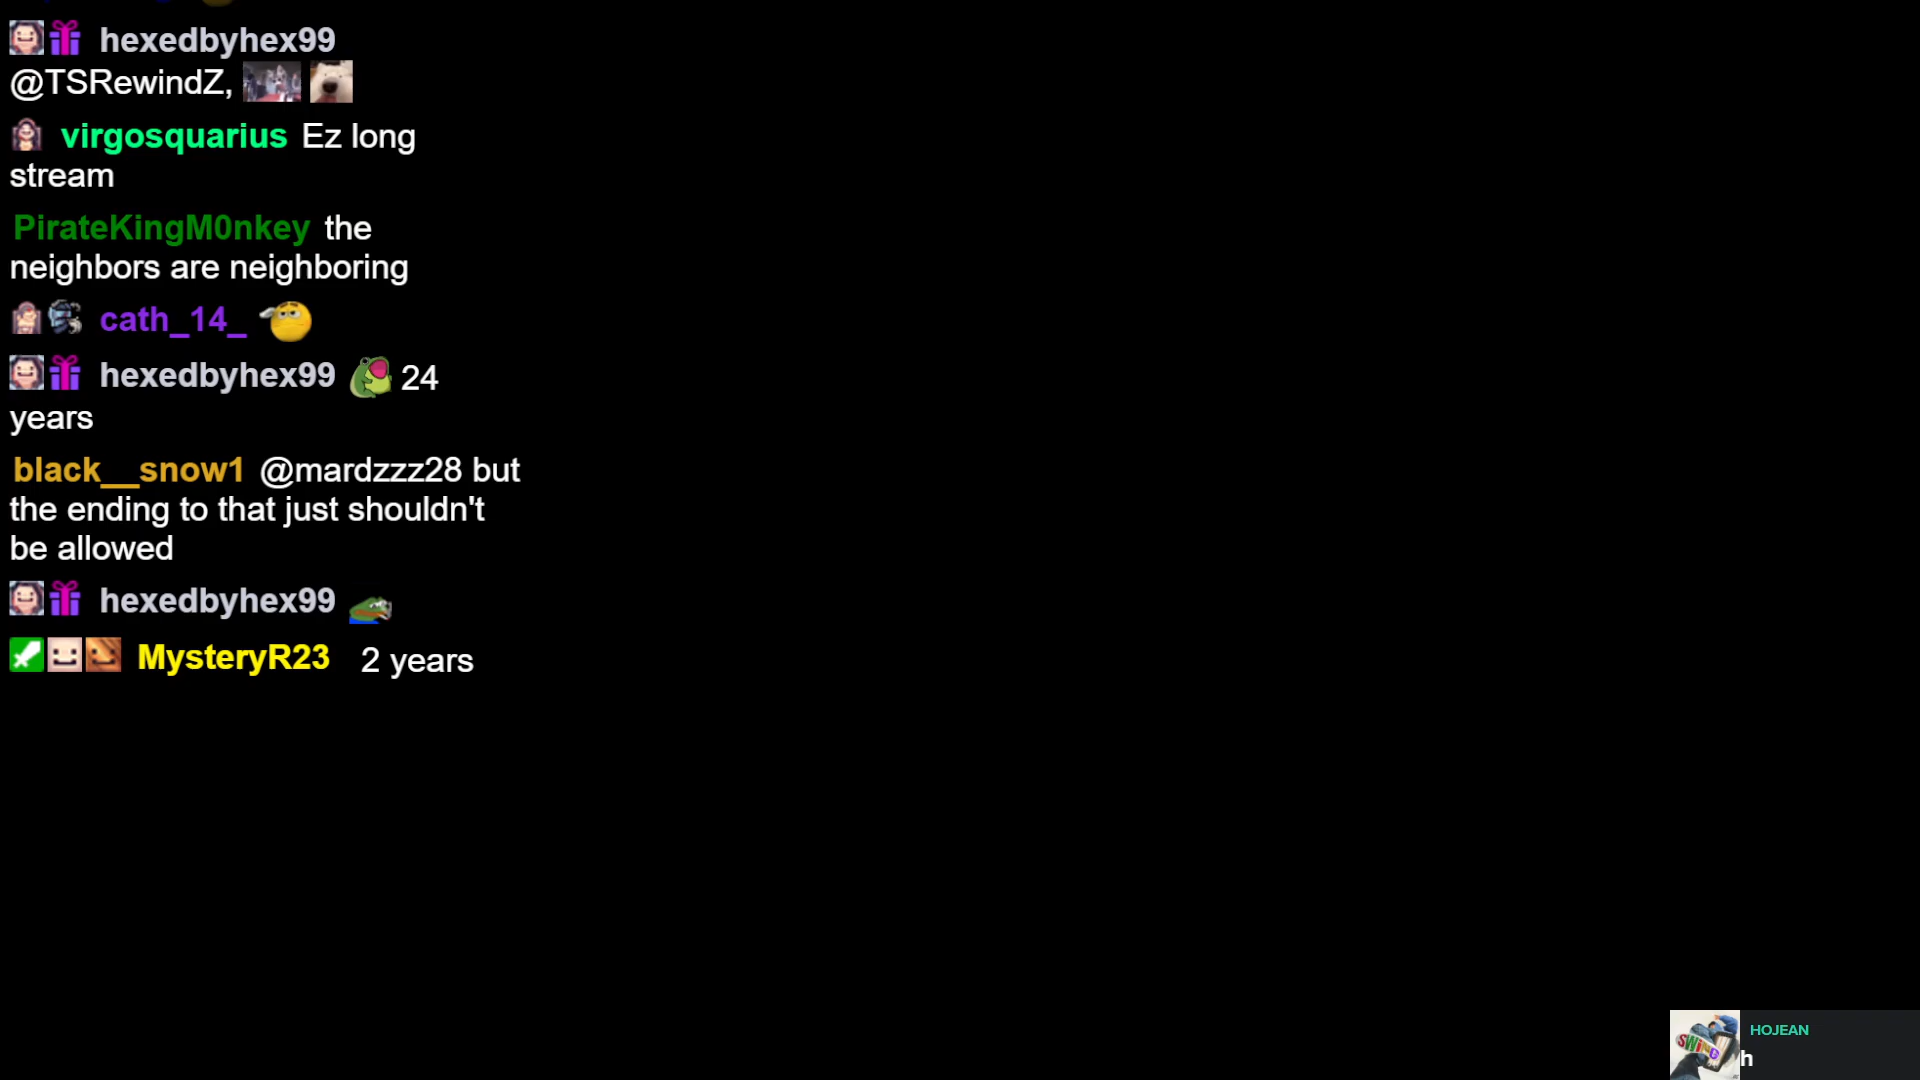 hexedbyhex99
@TSRewindZ,
virgosquarius Ez long
stream
PirateKingM0nkey the
neighbors are neighboring
cath_14_
hexedbyhex99 24
years
black__snow1 @mardzzz28 but
the ending to that just shouldn't
be allowed
hexedbyhex99
MysteryR23 2 years
HOJEAN
h